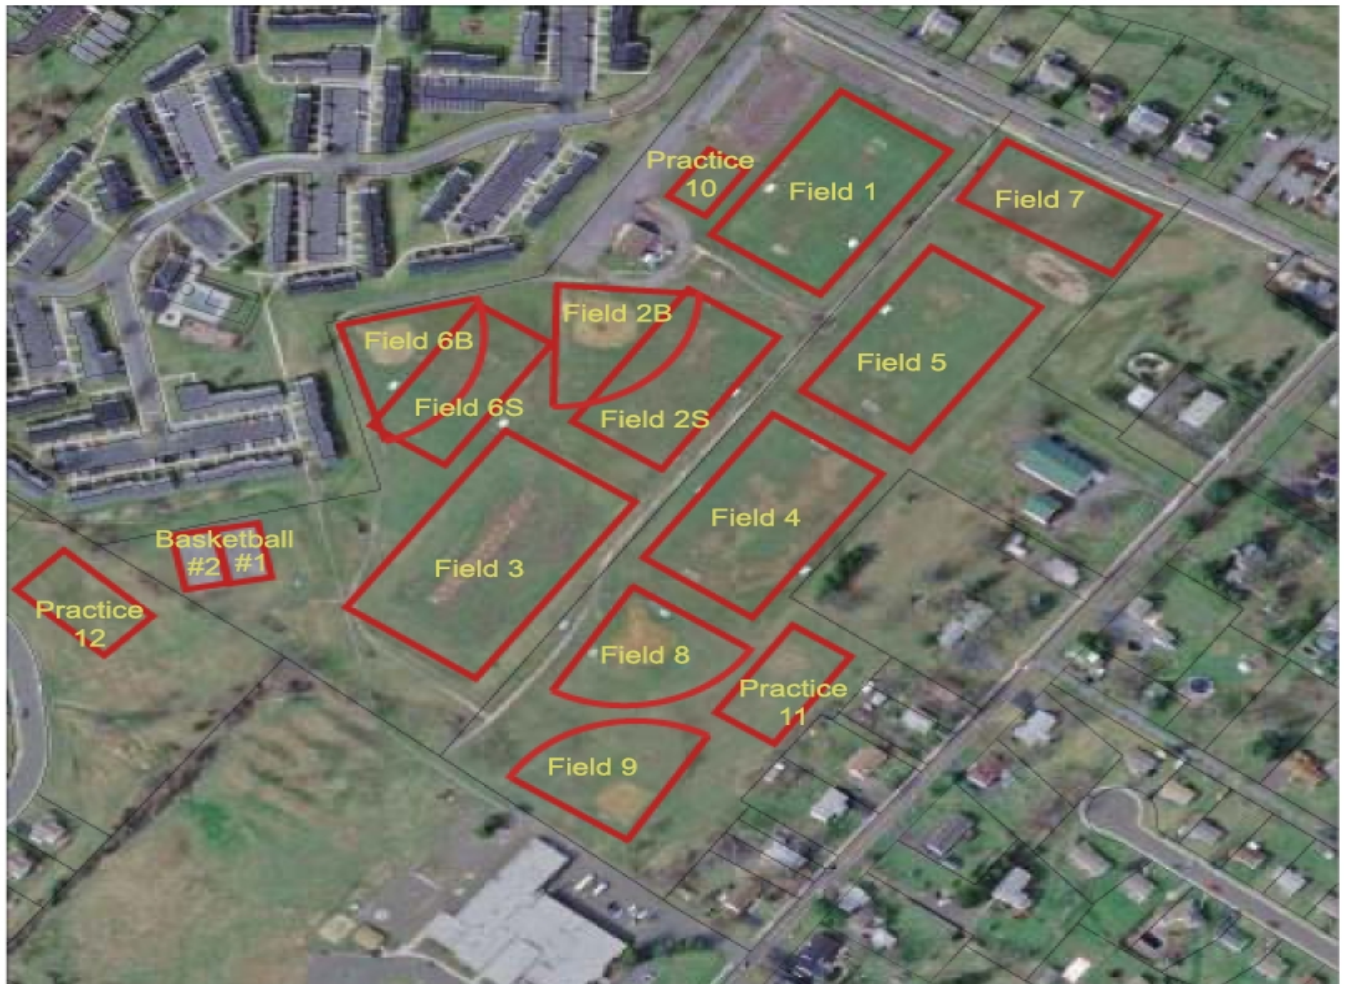 Practice
10
Field 1
Field 7
Field 2B
Field 6B
Field 5
Field 6S
Field 2S
Field 4
Basketball
#2 #1
Field 3
Practice
12
Field 8
Practice
11
Field 9